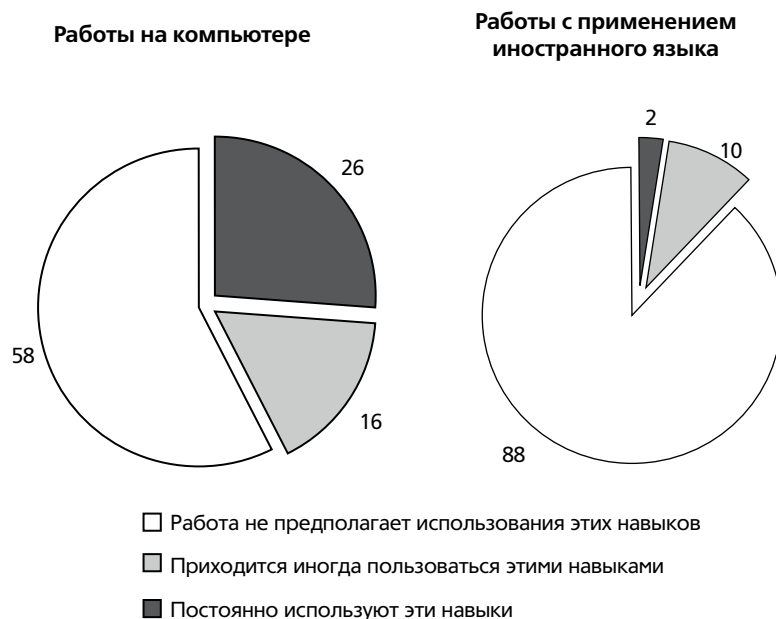 Работы на компьютере
26
58
16
Работы с применением
иностранного языка
2
10
88
Работа не предполагает использования этих навыков
Приходится иногда пользоваться этими навыками
Постоянно используют эти навыки